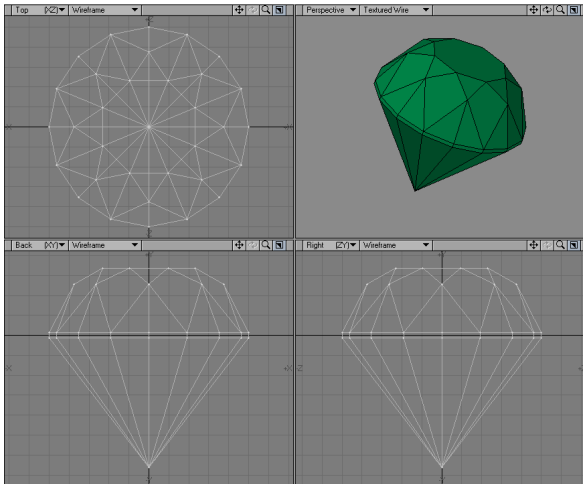 Top (XZ) Wireframe
Perspective Textured Wire
Back (XY) Wireframe
Right (ZY) Wireframe